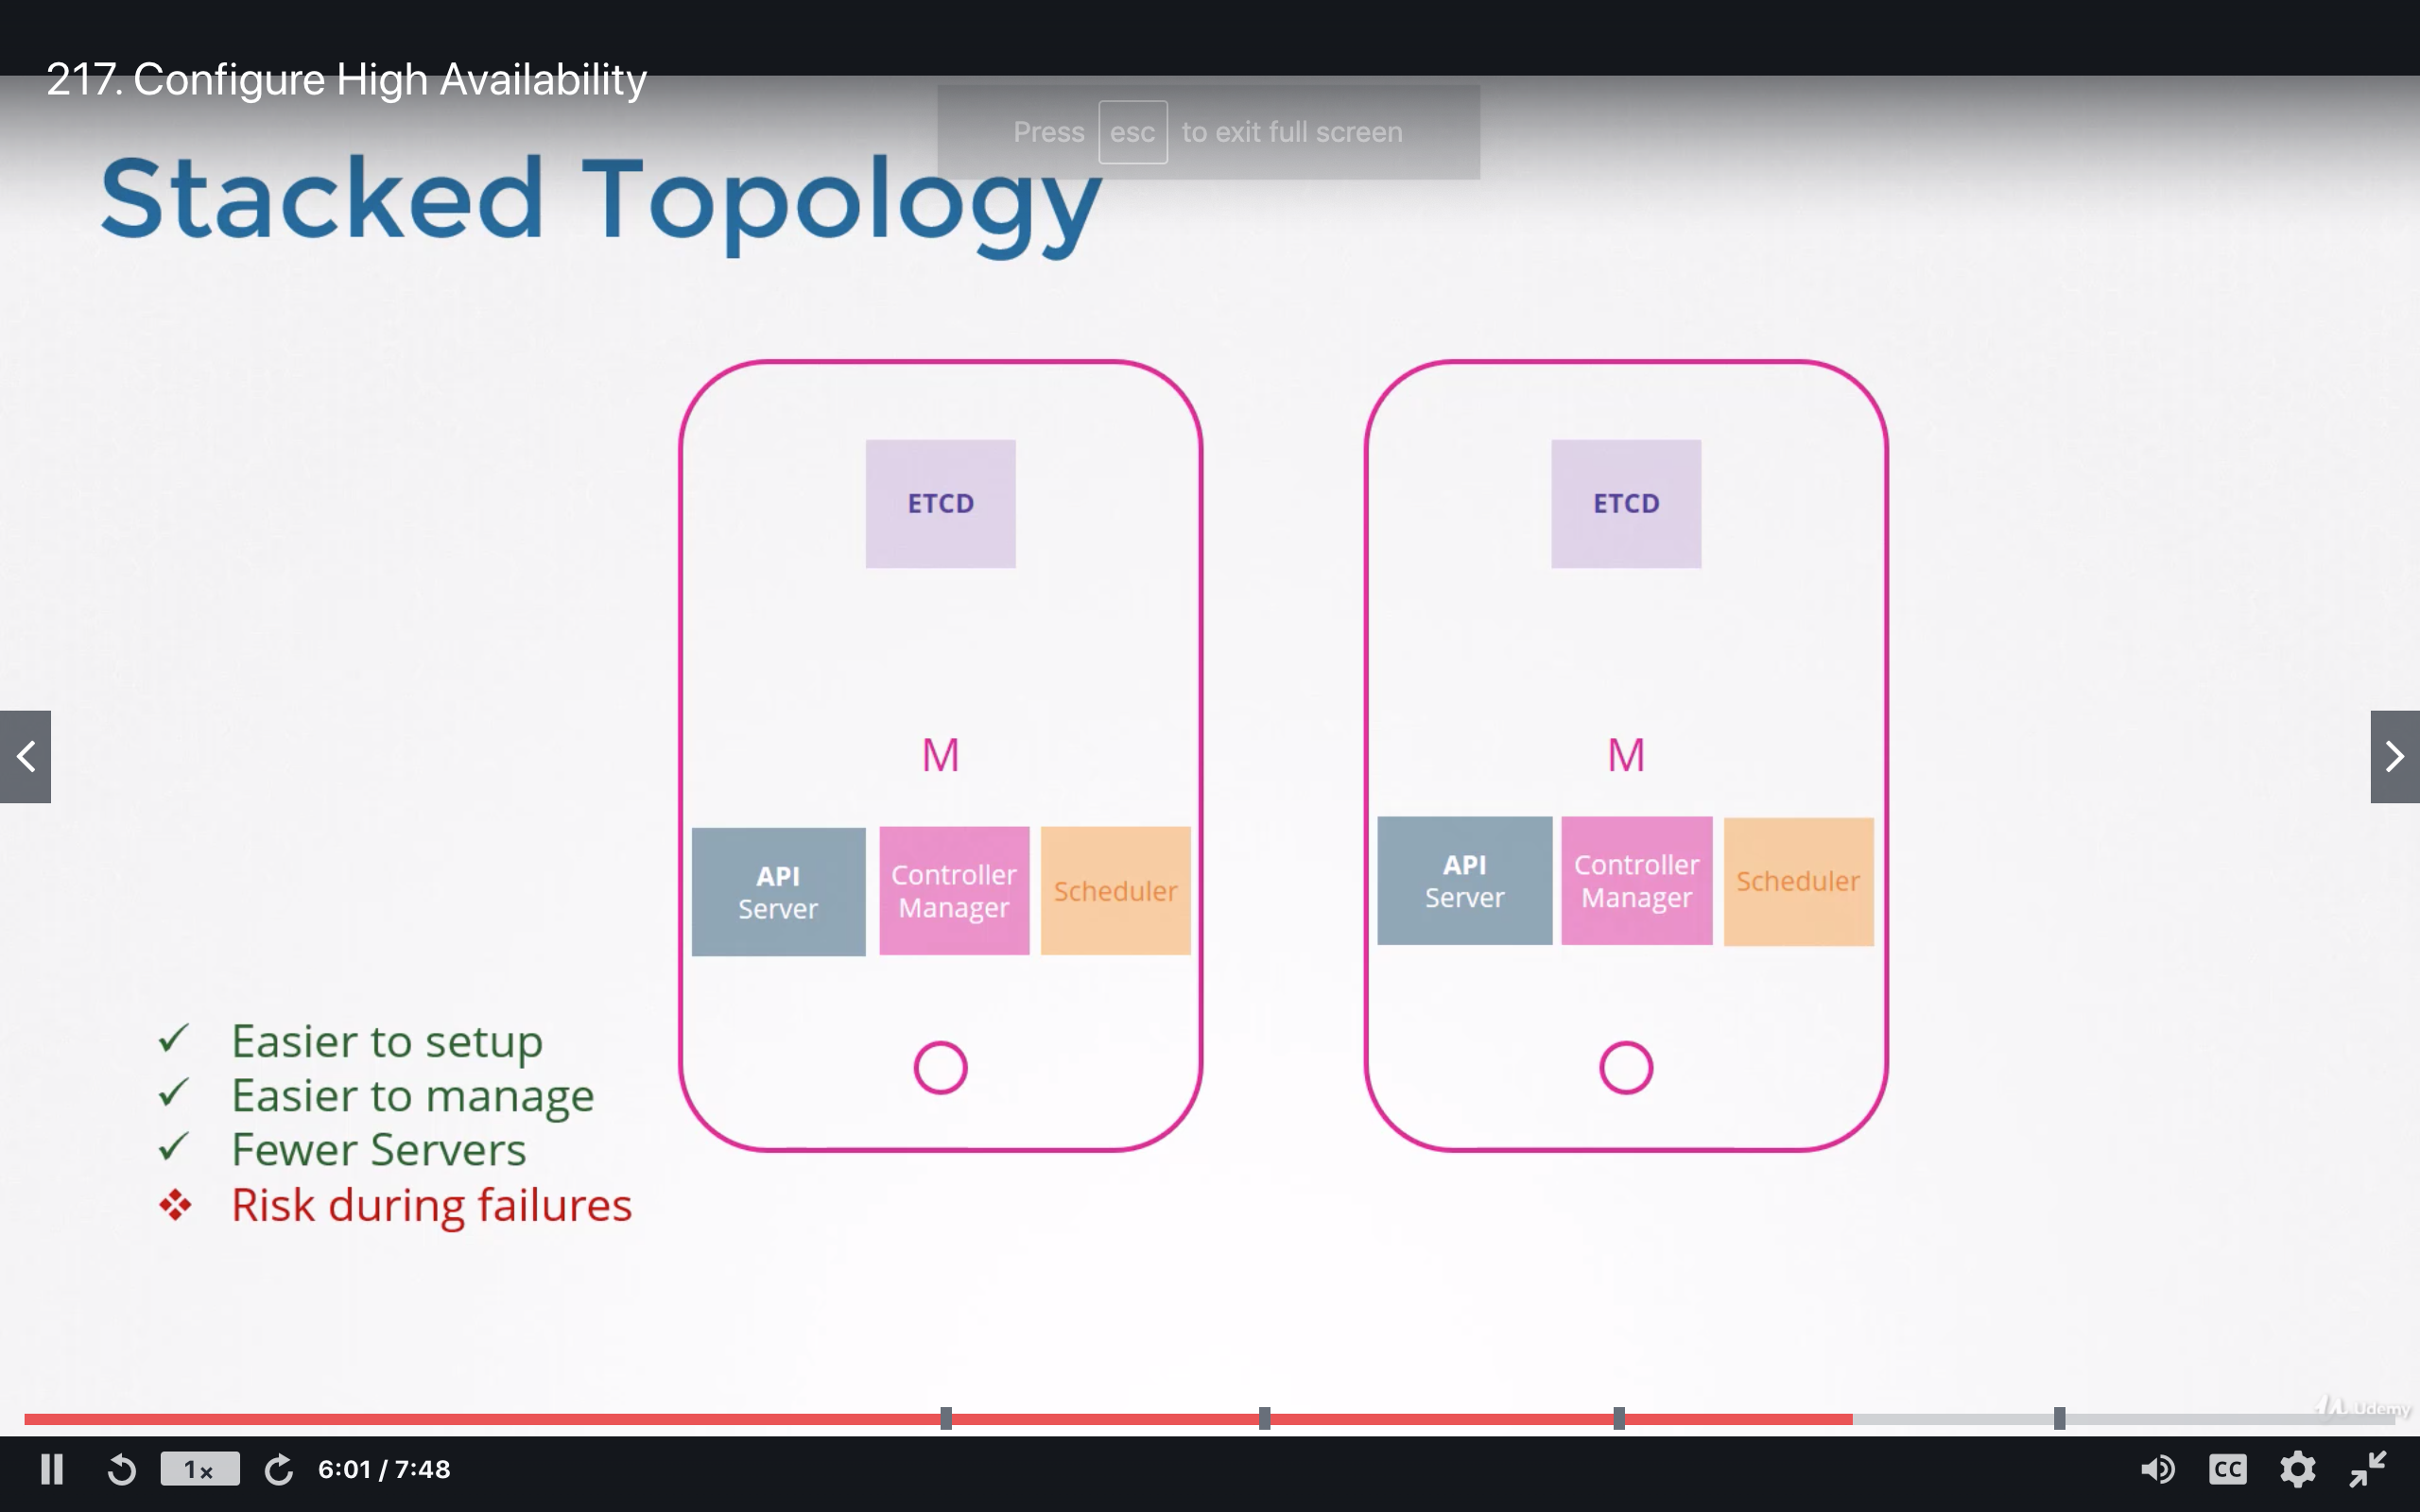 217. Configure High Availability
Press esc to exit full screen
Stacked Topology
ETCD
ETCD
M
M
API
Server
Controller
Manager
Scheduler
API
Server
Controller
Manager
Scheduler
✓ Easier to setup
✓ Easier to manage
✓ Fewer Servers
❖ Risk during failures
Udemy
1x
6:01 / 7:48
CC